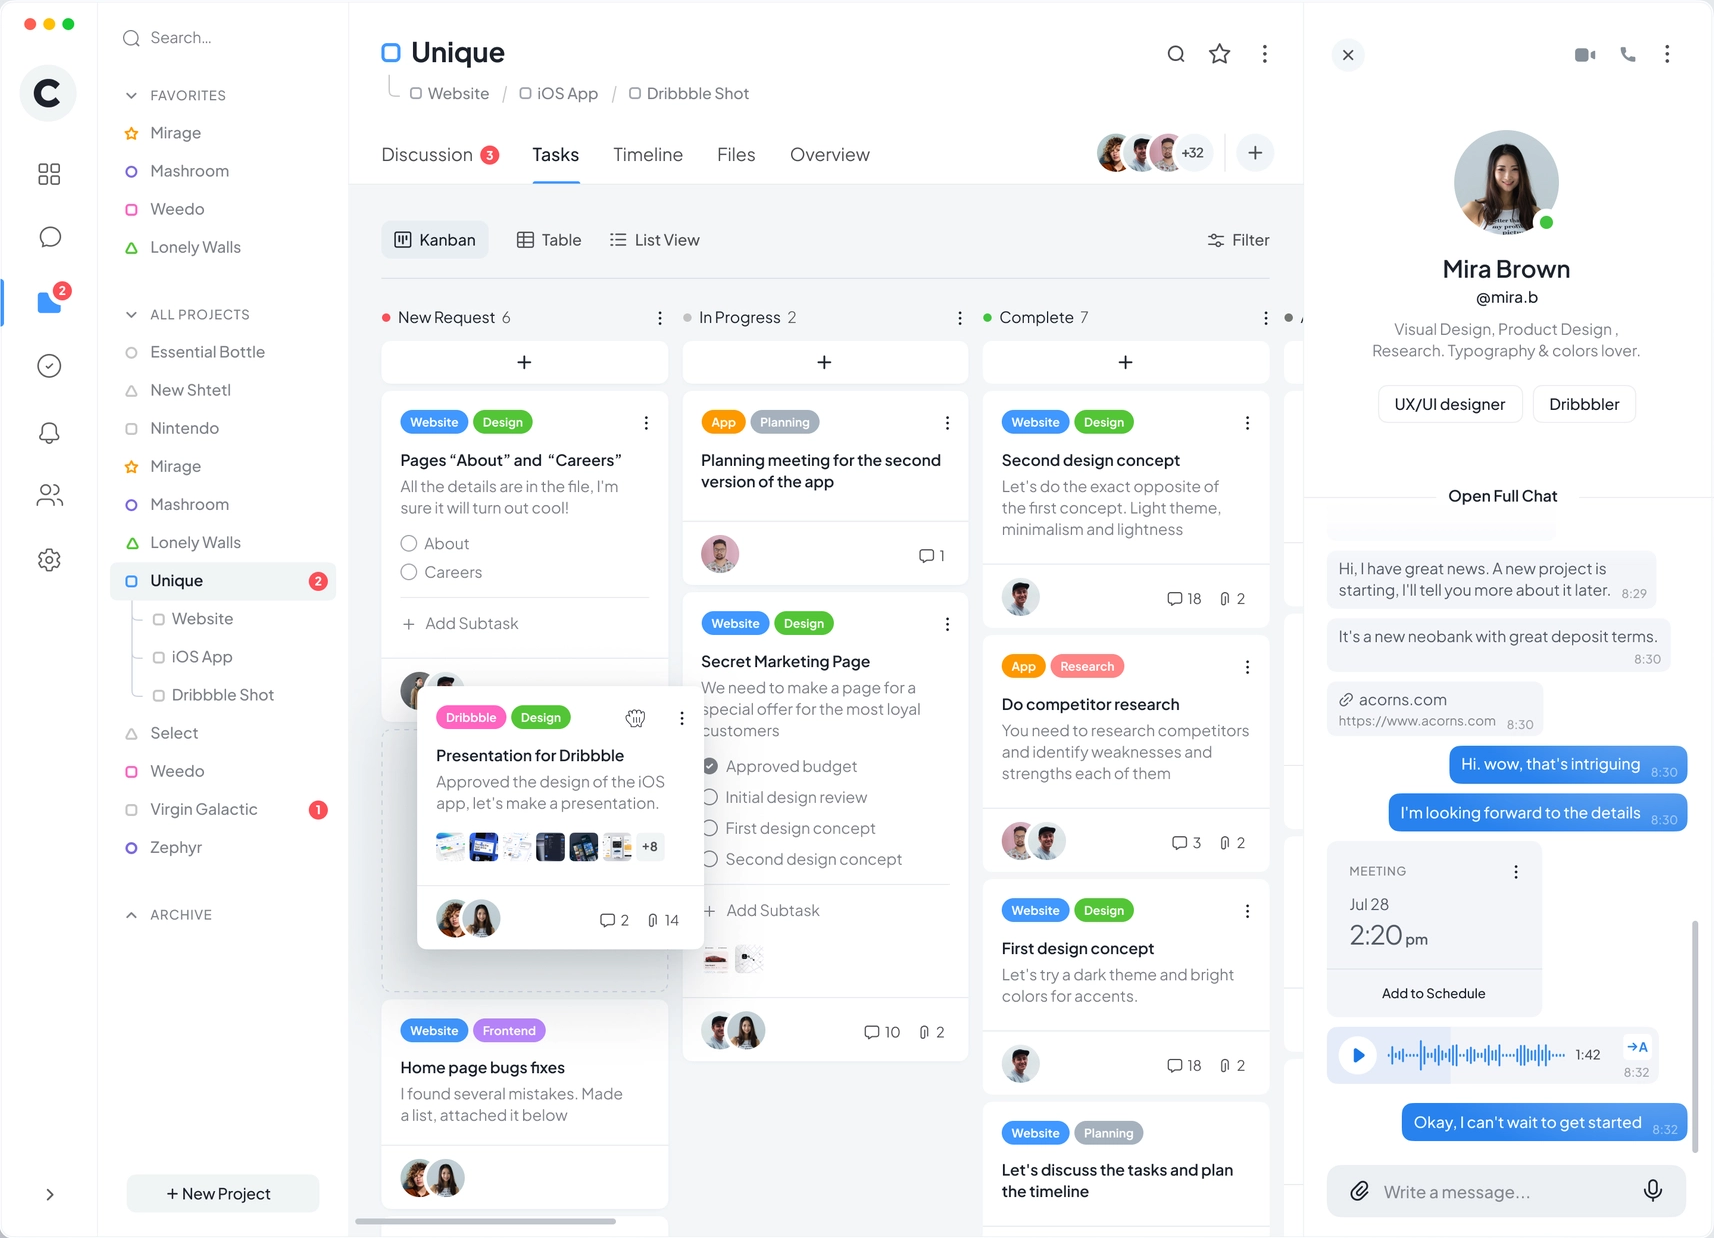 C
2
Search...
FAVORITES
Mirage
Mashroom
Weedo
Lonely Walls
ALL PROJECTS
Essential Bottle
New Shtetl
Nintendo
Mirage
Mashroom
Lonely Walls
Unique 2
Website
iOS App
Dribbble Shot
Select
Weedo
Virgin Galactic 1
Zephyr
ARCHIVE
+ New Project
Unique
Website / iOS App / Dribbble Shot
Discussion 3 Tasks Timeline Files Overview
+32
Kanban Table List View Filter
New Request 6
Website Design
Pages “About” and “Careers”
All the details are in the file, I'm
sure it will turn out cool!
About
Careers
+ Add Subtask
Dribbble Design
Presentation for Dribbble
Approved the design of the iOS
app, let's make a presentation.
+8
2 14
Website Frontend
Home page bugs fixes
I found several mistakes. Made
a list, attached it below
In Progress 2
App Planning
Planning meeting for the second
version of the app
1
Website Design
Secret Marketing Page
We need to make a page for a
special offer for the most loyal
customers
Approved budget
Initial design review
First design concept
Second design concept
+ Add Subtask
10 2
Complete 7
Website Design
Second design concept
Let's do the exact opposite of
the first concept. Light theme,
minimalism and lightness
18 2
App Research
Do competitor research
You need to research competitors
and identify weaknesses and
strengths each of them
3 2
Website Design
First design concept
Let's try a dark theme and bright
colors for accents.
18 2
Website Planning
Let's discuss the tasks and plan
the timeline
Mira Brown
@mira.b
Visual Design, Product Design ,
Research. Typography & colors lover.
UX/UI designer Dribbbler
Open Full Chat
Hi, I have great news. A new project is
starting, I'll tell you more about it later. 8:29
It's a new neobank with great deposit terms.
8:30
acorns.com
https://www.acorns.com 8:30
Hi. wow, that's intriguing 8:30
I'm looking forward to the details 8:30
MEETING
Jul 28
2:20 pm
Add to Schedule
1:42 →A
8:32
Okay, I can't wait to get started 8:32
Write a message...